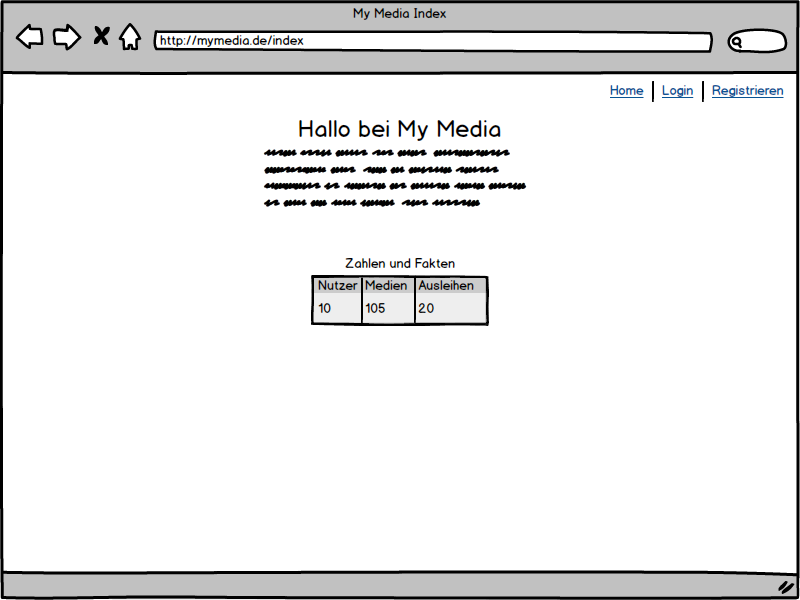 My Media Index
http://mymedia.de/index
Home Login Registrieren
Hallo bei My Media
Zahlen und Fakten
Nutzer Medien Ausleihen
10 105 20